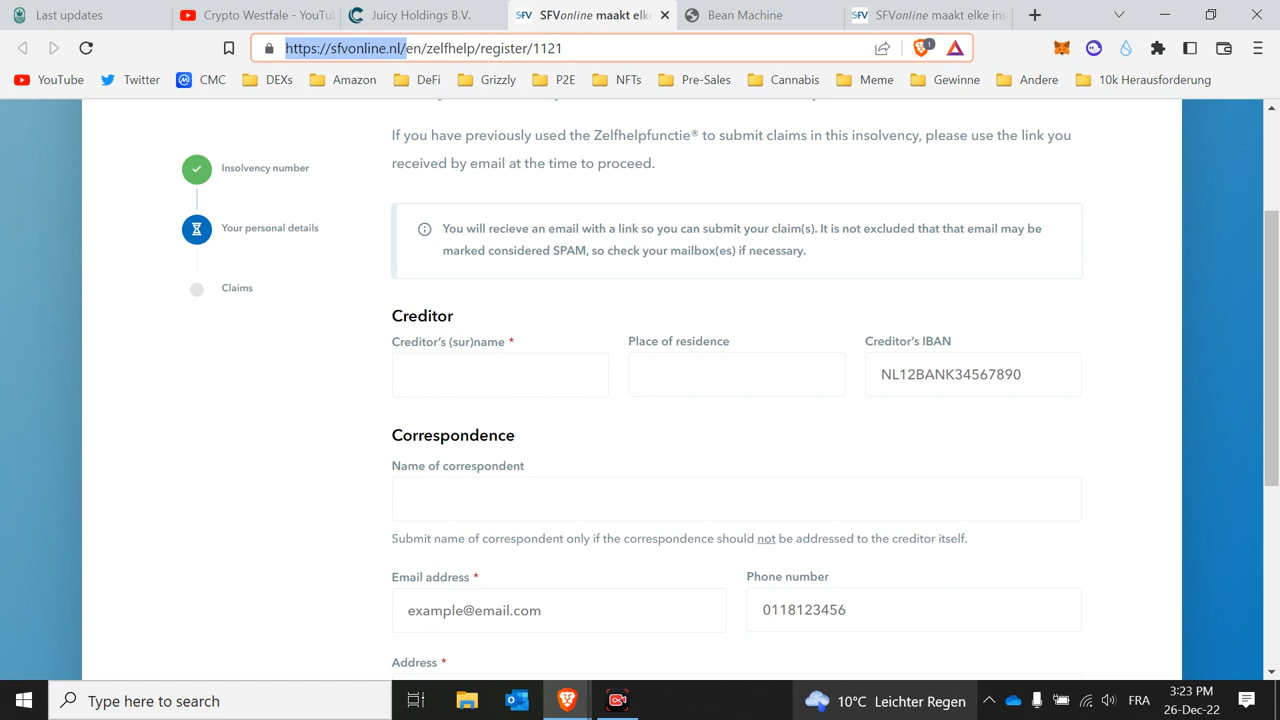 Last updates
Crypto Westfale - YouTu
Juicy Holdings B.V.
SFVonline maakt elke
Bean Machine
SFVonline maakt elke ins
https://sfvonline.nl/en/zelfhelp/register/1121
1
YouTube
Twitter
CMC
DEXs
Amazon
DeFi
Grizzly
P2E
NFTs
Pre-Sales
Cannabis
Meme
Gewinne
Andere
10k Herausforderung
If you have previously used the Zelfhelpfunctie® to submit claims in this insolvency, please use the link you
received by email at the time to proceed.
Insolvency number
Your personal details
Claims
You will recieve an email with a link so you can submit your claim(s). It is not excluded that that email may be
marked considered SPAM, so check your mailbox(es) if necessary.
Creditor
Creditor's (sur)name *
Place of residence
Creditor's IBAN
NL12BANK34567890
Correspondence
Name of correspondent
Submit name of correspondent only if the correspondence should not be addressed to the creditor itself.
Email address *
Phone number
example@email.com
0118123456
Address *
Type here to search
10°C Leichter Regen
FRA
3:23 PM
26-Dec-22